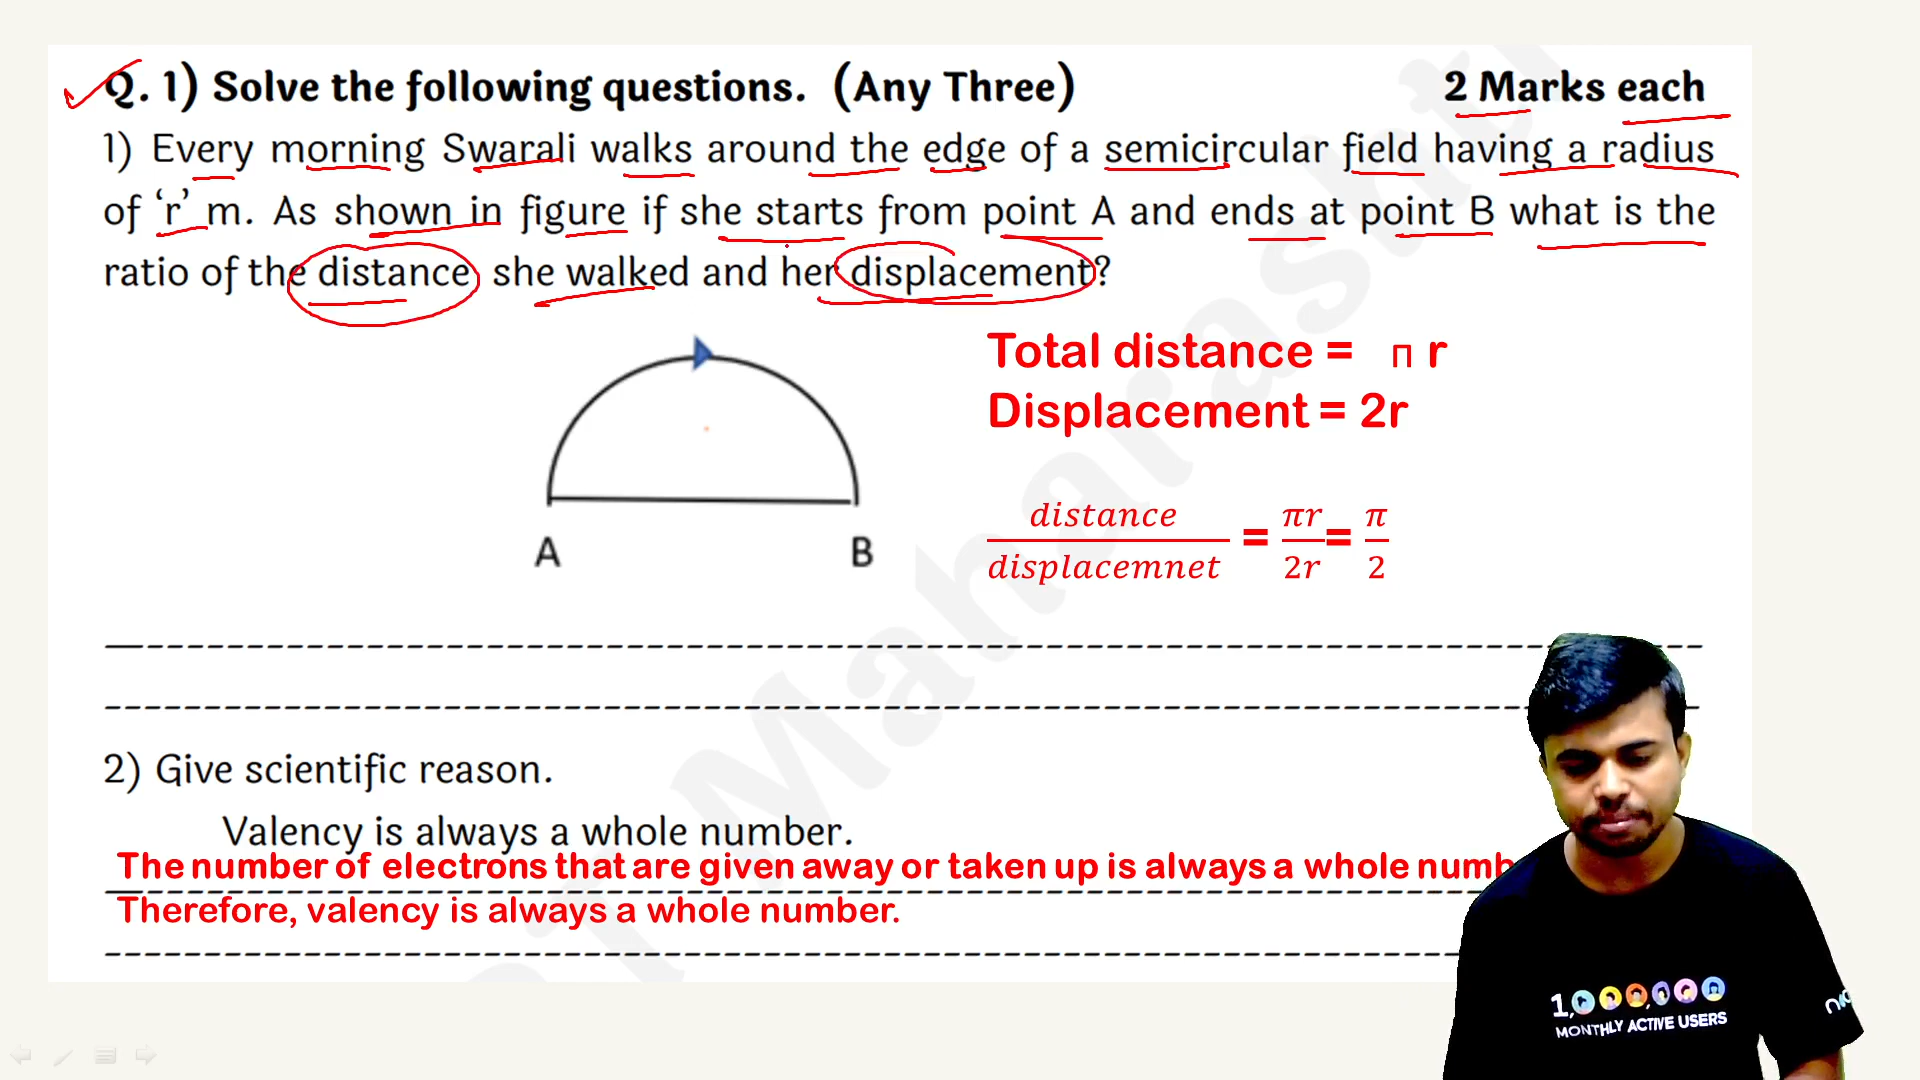 Q. 1) Solve the following questions. (Any Three) 2 Marks each
1) Every morning Swarali walks around the edge of a semicircular field having a radius
of ‘r’ m. As shown in figure if she starts from point A and ends at point B what is the
ratio of the distance she walked and her displacement?
Total distance = π r
Displacement = 2r
distance/displacemnet = πr/2r = π/2
A B
2) Give scientific reason.
Valency is always a whole number.
The number of electrons that are given away or taken up is always a whole
Therefore, valency is always a whole number.
Maharashtra
MONTHLY ACTIVE USERS